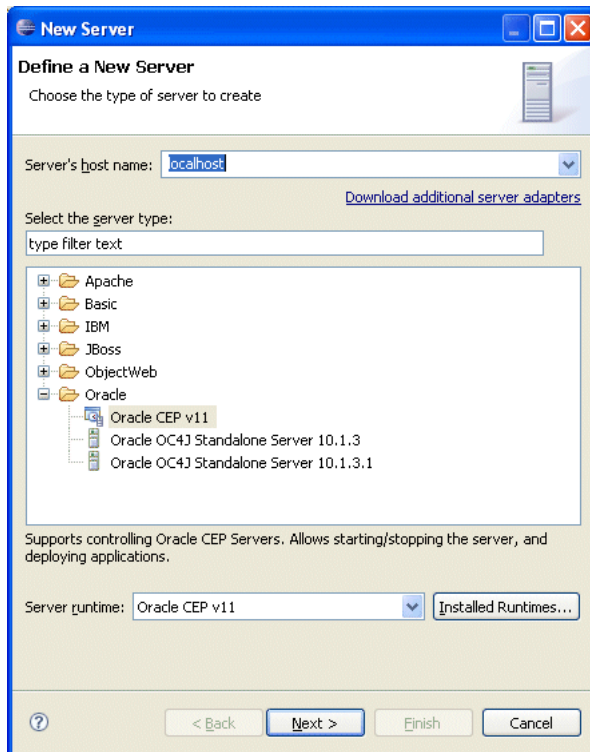 New Server
Define a New Server
Choose the type of server to create
Server's host name: localhost
Download additional server adapters
Select the server type:
type filter text
Apache
Basic
IBM
JBoss
ObjectWeb
Oracle
Oracle CEP v11
Oracle OC4J Standalone Server 10.1.3
Oracle OC4J Standalone Server 10.1.3.1
Supports controlling Oracle CEP Servers. Allows starting/stopping the server, and
deploying applications.
Server runtime: Oracle CEP v11 Installed Runtimes...
? < Back Next > Finish Cancel